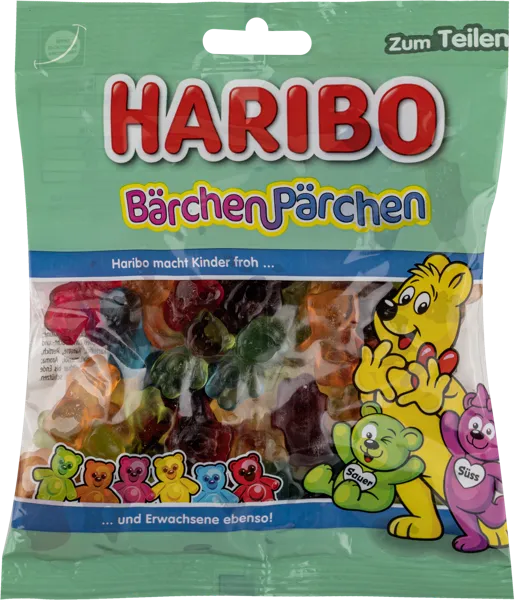 Zum Teilen
HARIBO
BärchenPärchen
Haribo macht Kinder froh ...
Sauer
Süss
... und Erwachsene ebenso!